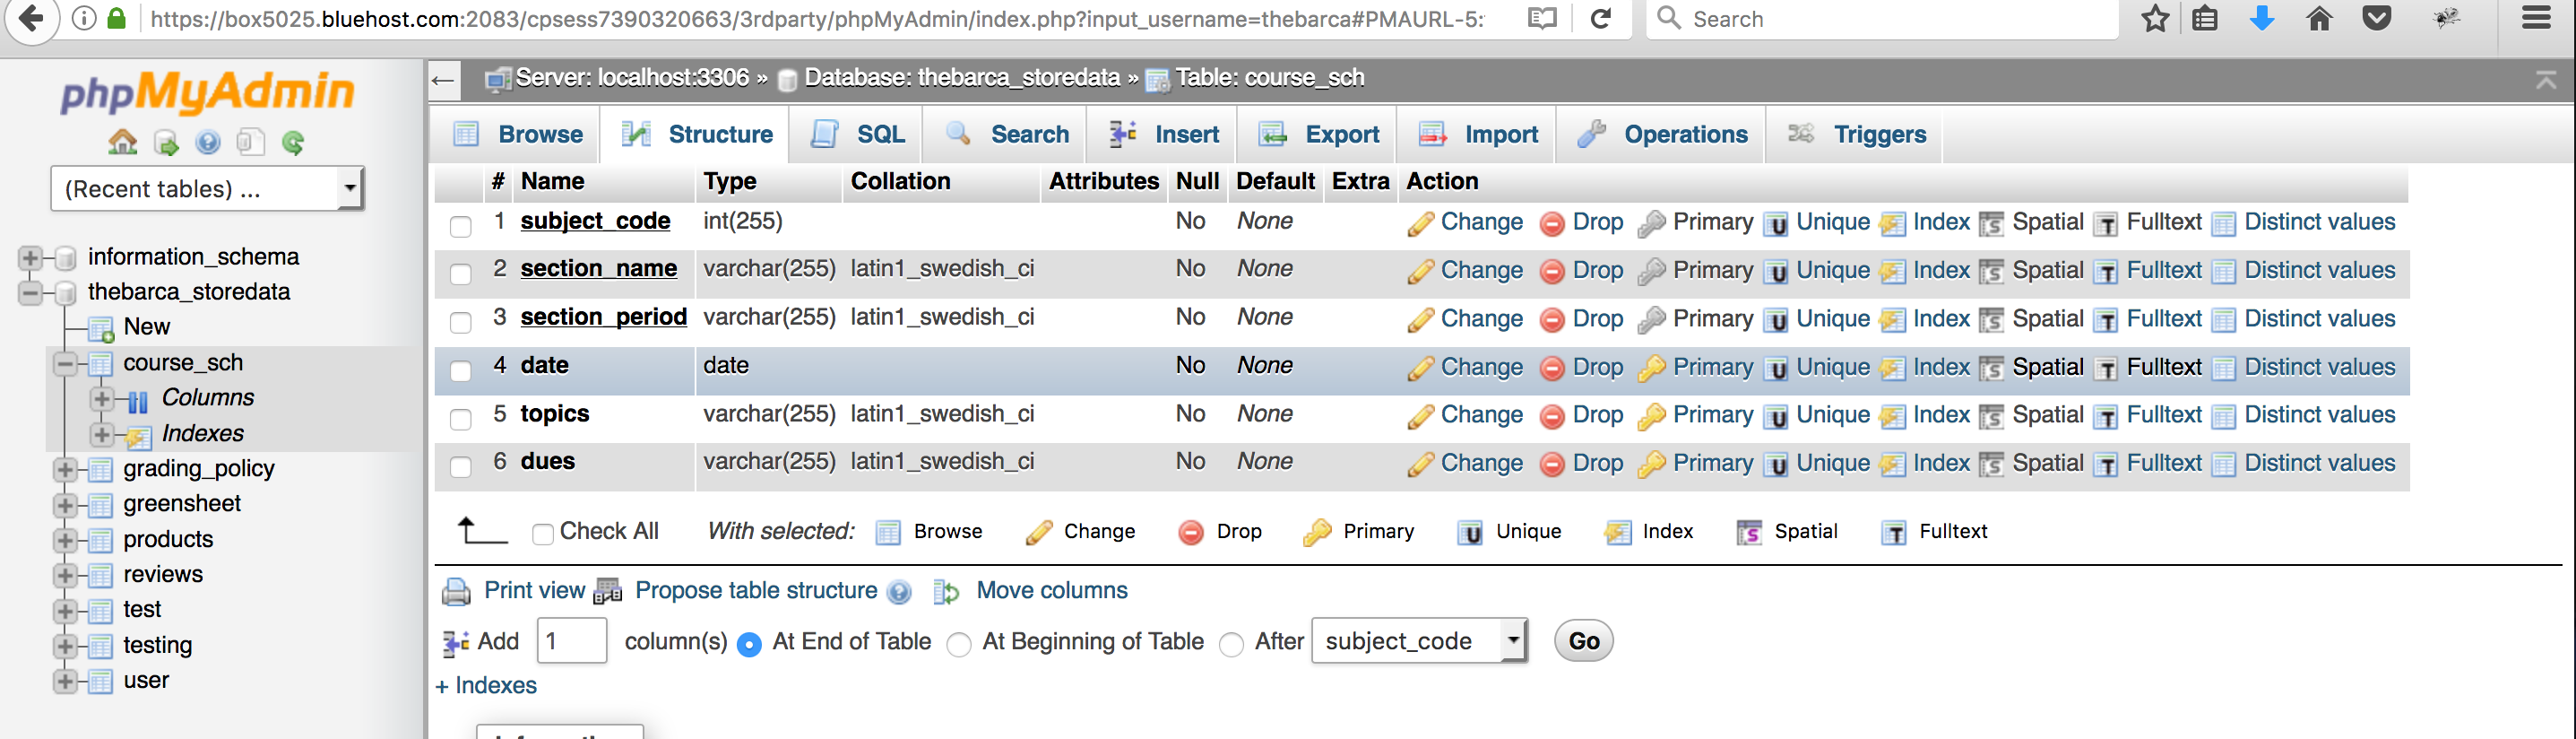 https://box5025.bluehost.com:2083/cpsess7390320663/3rdparty/phpMyAdmin/index.php?input_username=thebarca#PMAURL-5:
Search
phpMyAdmin
(Recent tables) ...
information_schema
thebarca_storedata
New
course_sch
Columns
Indexes
grading_policy
greensheet
products
reviews
test
testing
user
Server: localhost:3306 » Database: thebarca_storedata » Table: course_sch
Browse Structure SQL Search Insert Export Import Operations Triggers
# Name Type Collation Attributes Null Default Extra Action
1 subject_code int(255) No None Change Drop Primary Unique Index Spatial Fulltext Distinct values
2 section_name varchar(255) latin1_swedish_ci No None Change Drop Primary Unique Index Spatial Fulltext Distinct values
3 section_period varchar(255) latin1_swedish_ci No None Change Drop Primary Unique Index Spatial Fulltext Distinct values
4 date date No None Change Drop Primary Unique Index Spatial Fulltext Distinct values
5 topics varchar(255) latin1_swedish_ci No None Change Drop Primary Unique Index Spatial Fulltext Distinct values
6 dues varchar(255) latin1_swedish_ci No None Change Drop Primary Unique Index Spatial Fulltext Distinct values
Check All With selected: Browse Change Drop Primary Unique Index Spatial Fulltext
Print view Propose table structure Move columns
Add 1 column(s) At End of Table At Beginning of Table After subject_code Go
+ Indexes